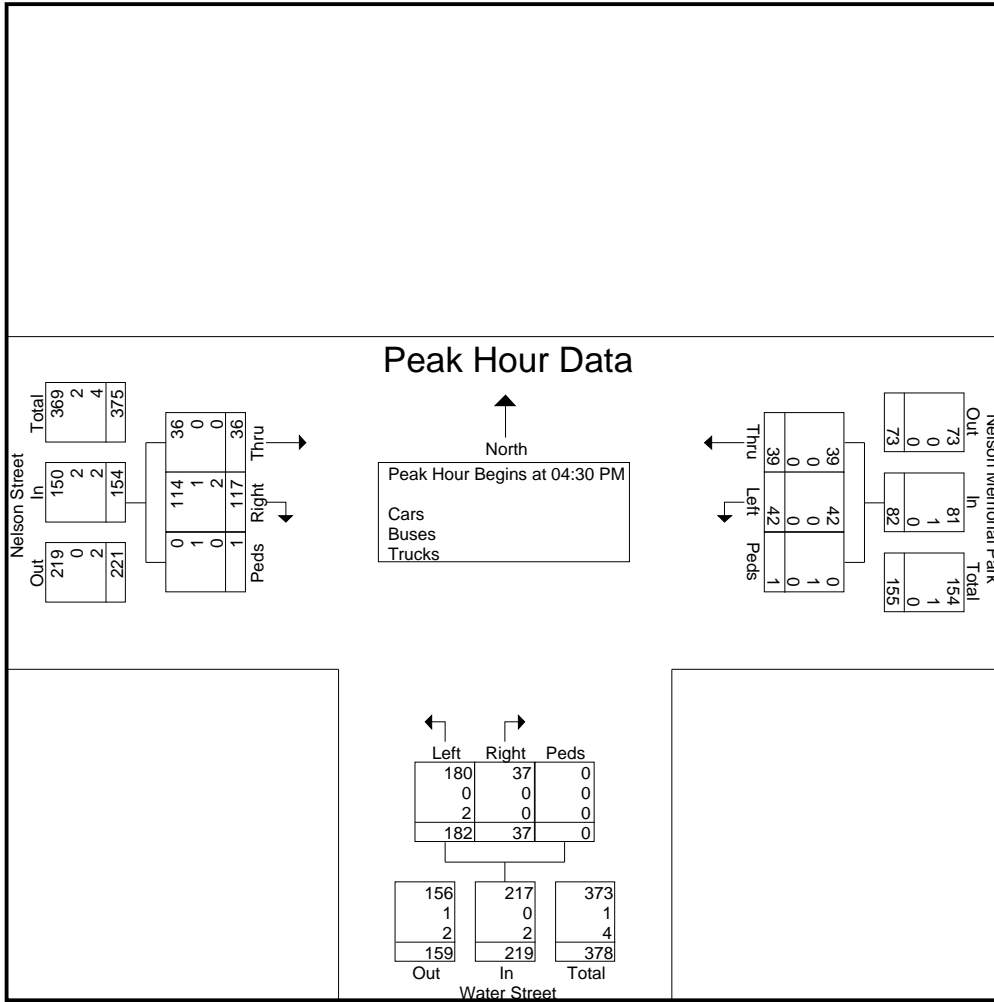 Peak Hour Data
North
Peak Hour Begins at 04:30 PM
Cars
Buses
Trucks
Nelson Street
Total In Out
369 150 219
2 2 0
4 2 2
375 154 221
36 114 0
0 1 1
0 2 0
36 117 1
Thru Right Peds
Nelson Memorial Park
Out In Total
73 81 154
0 1 1
0 0 0
73 82 155
39 42 0
0 0 1
0 0 0
39 42 1
Thru Left Peds
Left Right Peds
180 37 0
0 0 0
2 0 0
182 37 0
156 217 373
1 0 1
2 2 4
159 219 378
Out In Total
Water Street